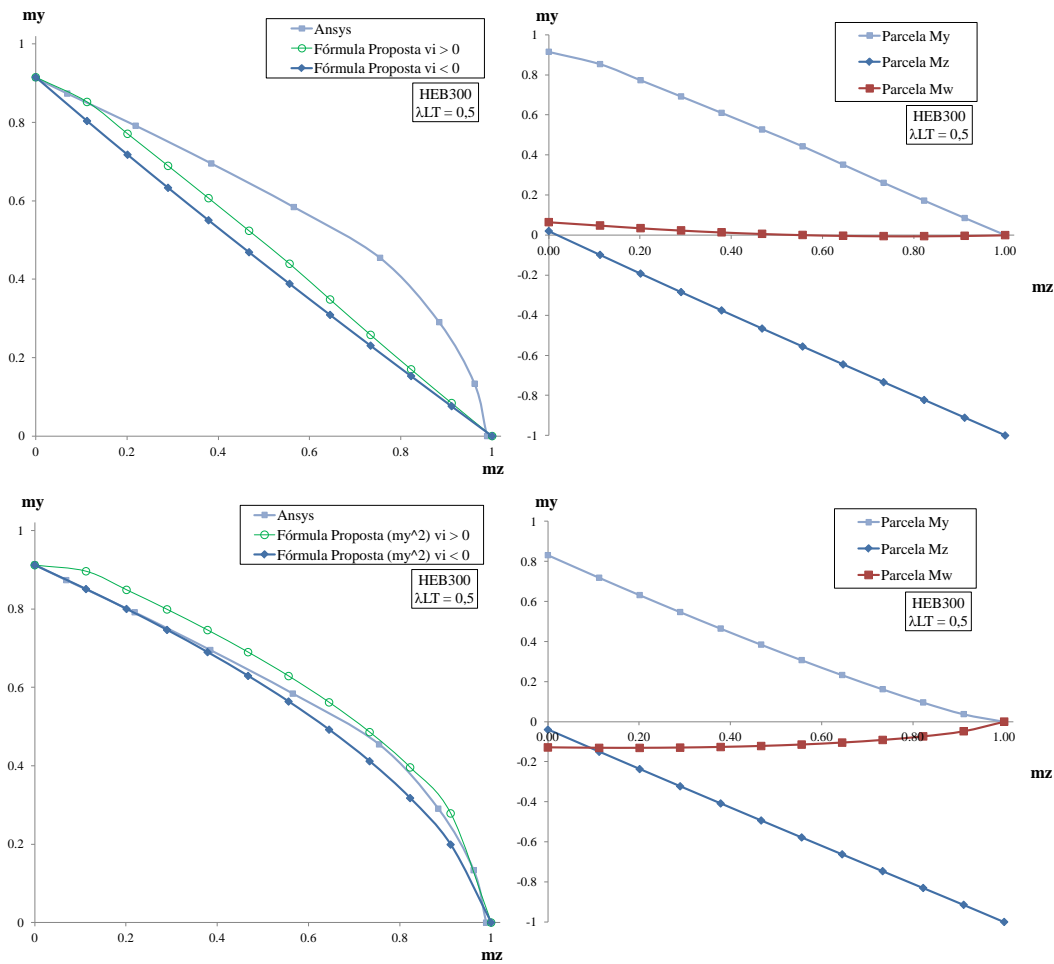 my
Ansys
Fórmula Proposta vi > 0
Fórmula Proposta vi < 0
HEB300
λLT = 0,5
1
0.8
0.6
0.4
0.2
0
0 0.2 0.4 0.6 0.8 1
mz
my
Parcela My
Parcela Mz
Parcela Mw
HEB300
λLT = 0,5
1
0.8
0.6
0.4
0.2
0
-0.2
-0.4
-0.6
-0.8
-1
0.00 0.20 0.40 0.60 0.80 1.00
mz
my
Ansys
Fórmula Proposta (my^2) vi > 0
Fórmula Proposta (my^2) vi < 0
HEB300
λLT = 0,5
1
0.8
0.6
0.4
0.2
0
0 0.2 0.4 0.6 0.8 1
mz
my
Parcela My
Parcela Mz
Parcela Mw
HEB300
λLT = 0,5
1
0.8
0.6
0.4
0.2
0
-0.2
-0.4
-0.6
-0.8
-1
0.00 0.20 0.40 0.60 0.80 1.00
mz